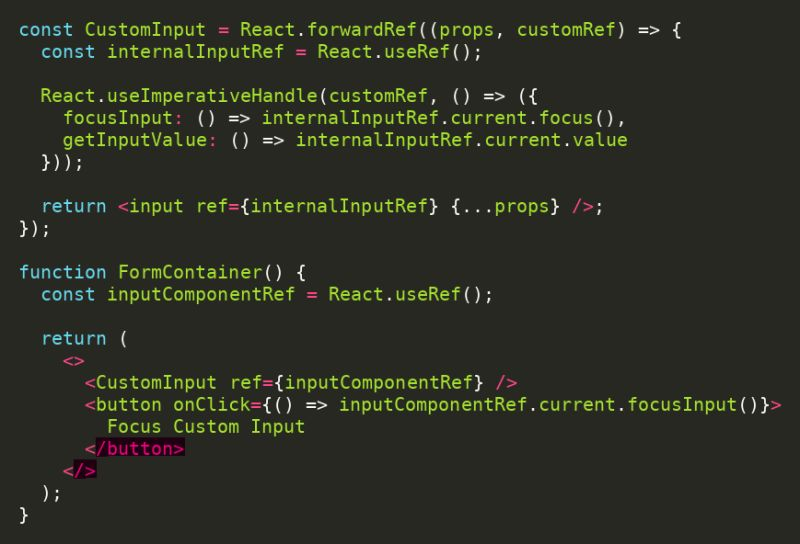 const CustomInput = React.forwardRef((props, customRef) => {
  const internalInputRef = React.useRef();

  React.useImperativeHandle(customRef, () => ({
    focusInput: () => internalInputRef.current.focus(),
    getInputValue: () => internalInputRef.current.value
  }));

  return <input ref={internalInputRef} {...props} />;
});

function FormContainer() {
  const inputComponentRef = React.useRef();

  return (
    <>
      <CustomInput ref={inputComponentRef} />
      <button onClick={() => inputComponentRef.current.focusInput()}>
        Focus Custom Input
      </button>
    </>
  );
}